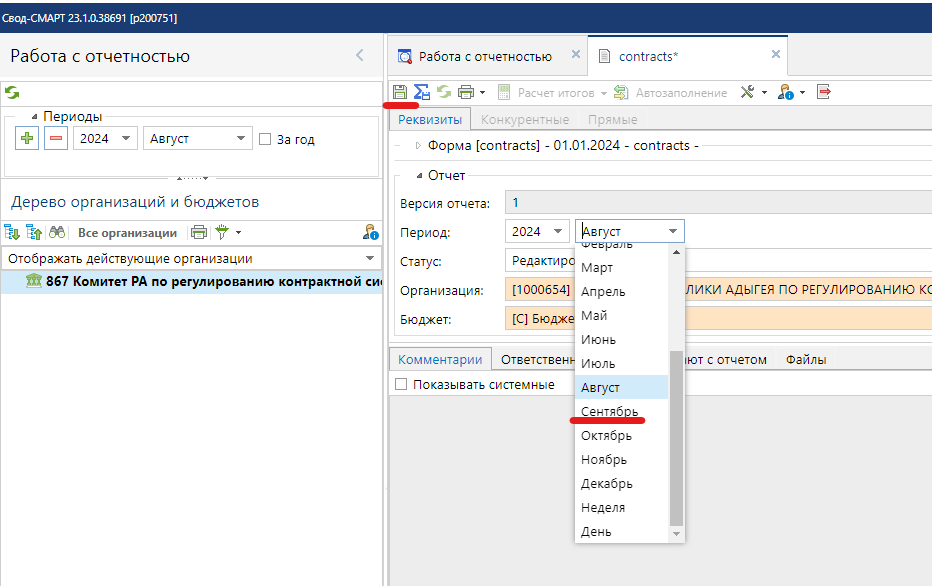 Свод-СМАРТ 23.1.0.38691 [p200751]
Работа с отчетностью
Периоды
2024 Август За год
Дерево организаций и бюджетов
Все организации
Отображать действующие организации
867 Комитет РА по регулированию контрактной си
Работа с отчетностью contracts*
Расчет итогов Автозаполнение
Реквизиты Конкурентные Прямые
Форма [contracts] - 01.01.2024 - contracts -
Отчет
Версия отчета: 1
Период: 2024 Август
Статус: Редактиро
Организация: [1000654] ЛИКИ АДЫГЕЯ ПО РЕГУЛИРОВАНИЮ КО
Бюджет: [С] Бюдже
Февраль
Март
Апрель
Май
Июнь
Июль
Август
Сентябрь
Октябрь
Ноябрь
Декабрь
Неделя
День
Комментарии Ответственн ют с отчетом Файлы
Показывать системные